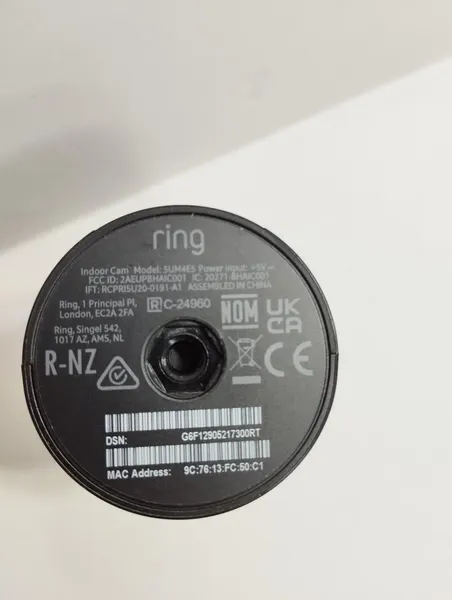 ring
Indoor Cam Model: 5UM4E5 Power input: ⎓5V⎓
FCC ID: 2AEUPBHAIC001 IC: 20271-BHAIC001
IFT: RCPRI5U20-0191-A1 ASSEMBLED IN CHINA
Ring, 1 Principal Pl,
London, EC2A 2FA
R C-24960
NOM
UK
CA
Ring, Singel 542,
1017 AZ, AMS, NL
R-NZ
CE
DSN: G6F12905217300RT
MAC Address: 9C:76:13:FC:50:C1